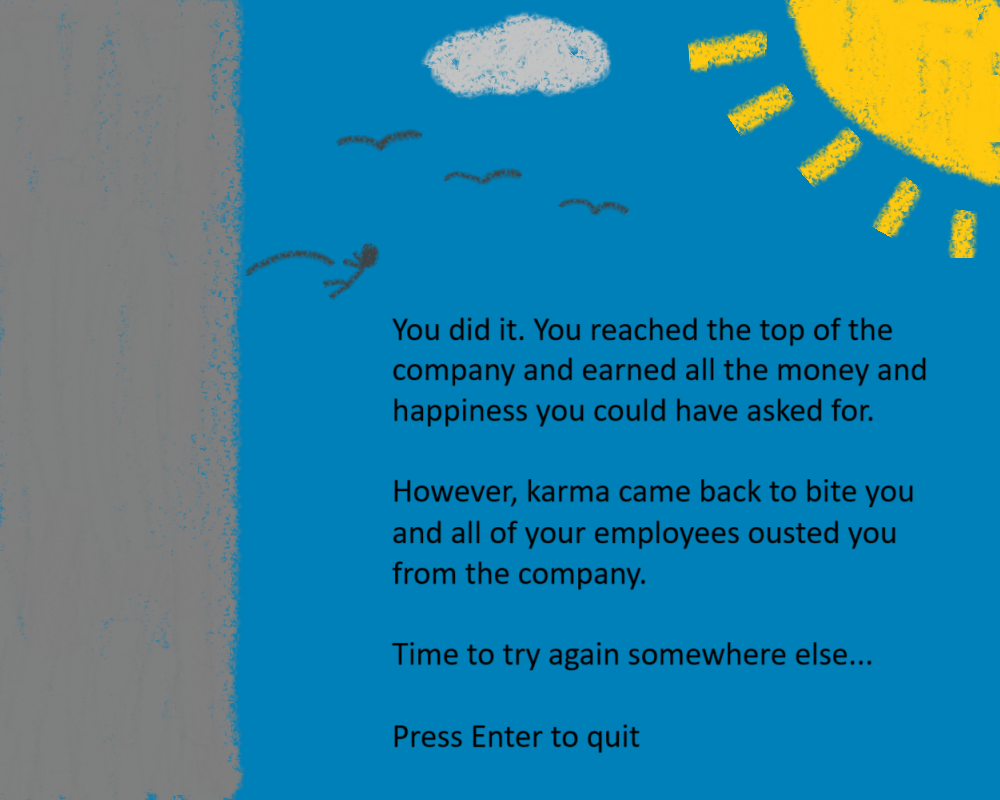 You did it. You reached the top of the
company and earned all the money and
happiness you could have asked for.
However, karma came back to bite you
and all of your employees ousted you
from the company.
Time to try again somewhere else...
Press Enter to quit